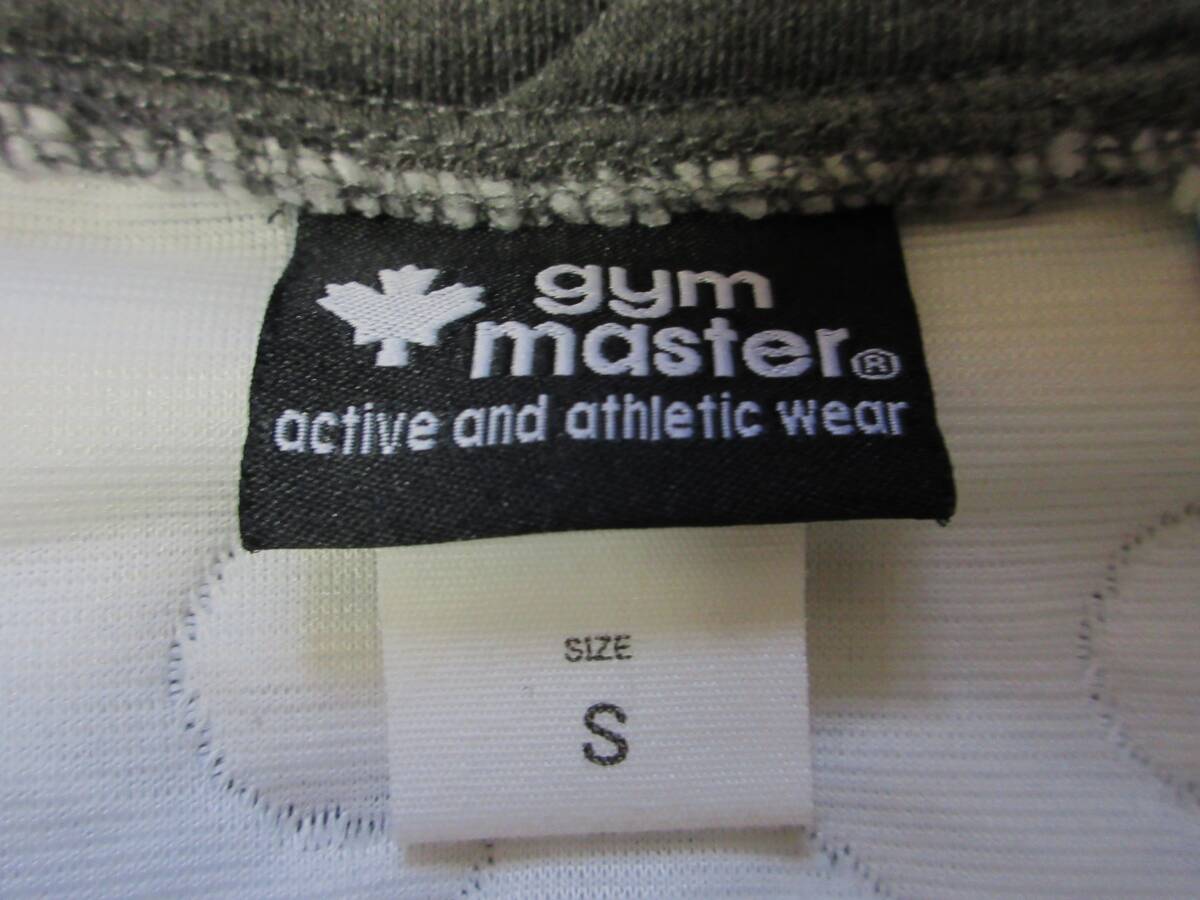 gym
master®
active and athletic wear
SIZE
S